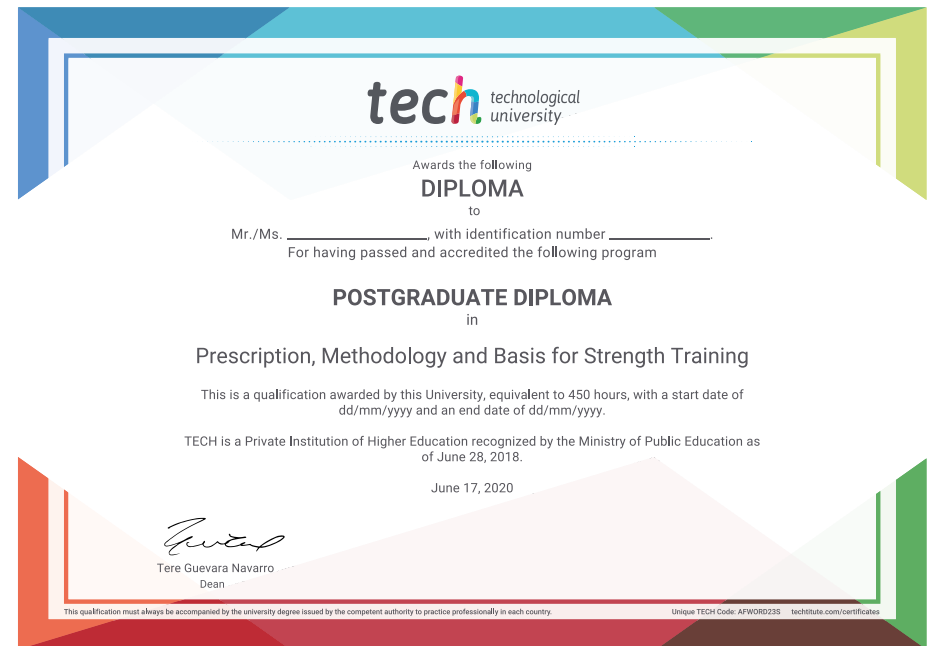 tech technological
university
Awards the following
DIPLOMA
to
Mr./Ms. ____________________, with identification number ______________.
For having passed and accredited the following program
POSTGRADUATE DIPLOMA
in
Prescription, Methodology and Basis for Strength Training
This is a qualification awarded by this University, equivalent to 450 hours, with a start date of
dd/mm/yyyy and an end date of dd/mm/yyyy.
TECH is a Private Institution of Higher Education recognized by the Ministry of Public Education as
of June 28, 2018.
June 17, 2020
Tere Guevara Navarro
Dean
This qualification must always be accompanied by the university degree issued by the competent authority to practice professionally in each country. Unique TECH Code: AFWORD23S techtitute.com/certificates